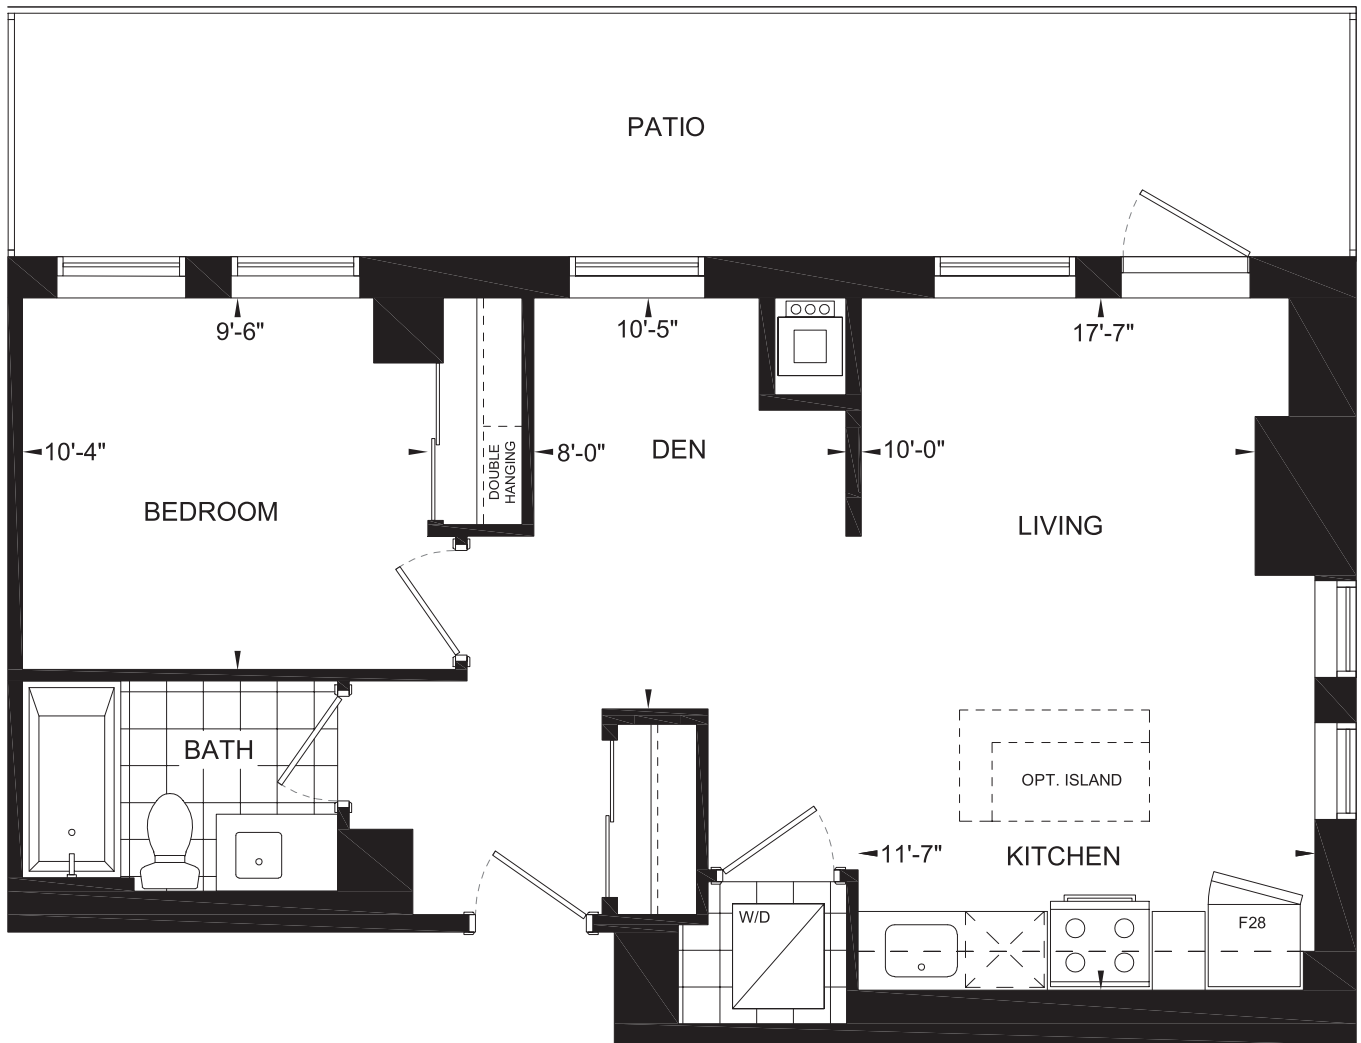 PATIO
9'-6"
10'-5"
17'-7"
10'-4"
DOUBLE
HANGING
8'-0"
DEN
10'-0"
BEDROOM
LIVING
BATH
OPT. ISLAND
11'-7"
KITCHEN
W/D
F28